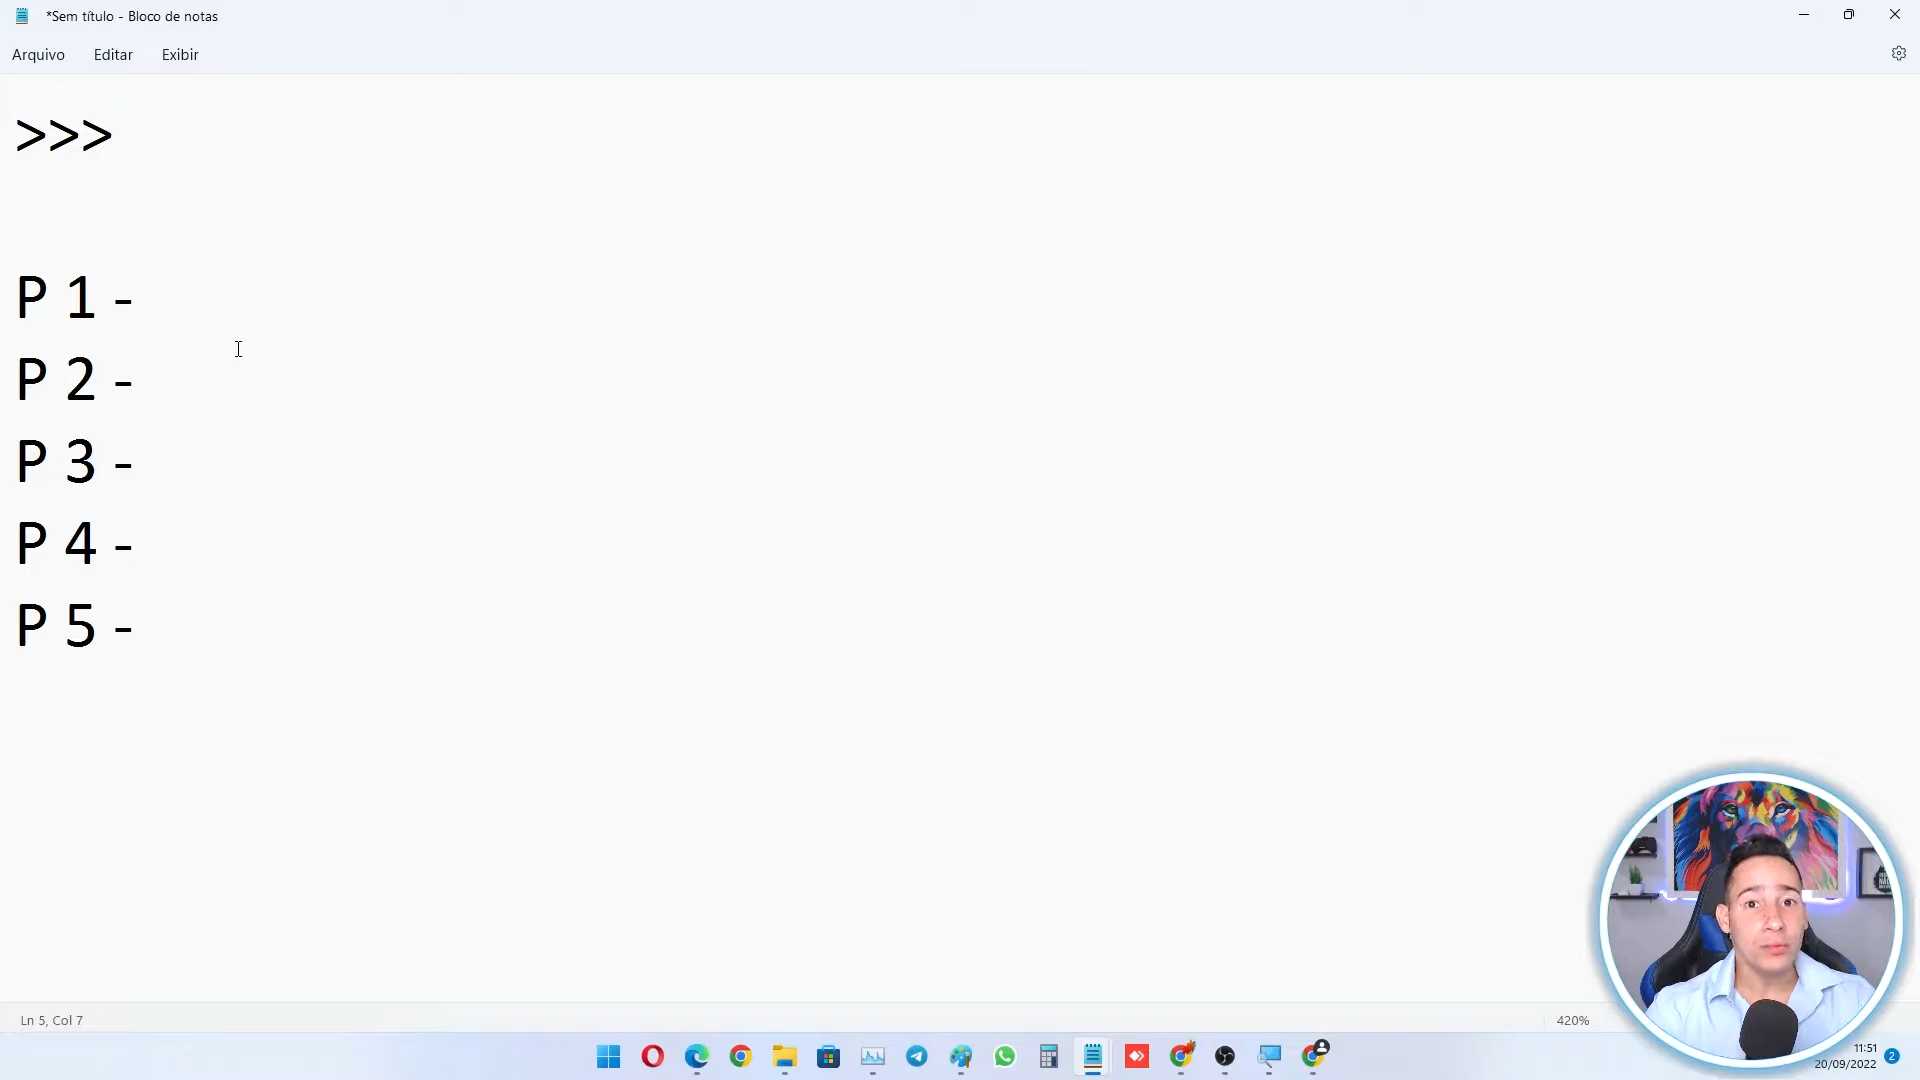 *Sem título - Bloco de notas
Arquivo Editar Exibir
>>>
P 1 -
P 2 -
P 3 -
P 4 -
P 5 -
Ln 5, Col 7
420%
11:51
20/09/2022
2